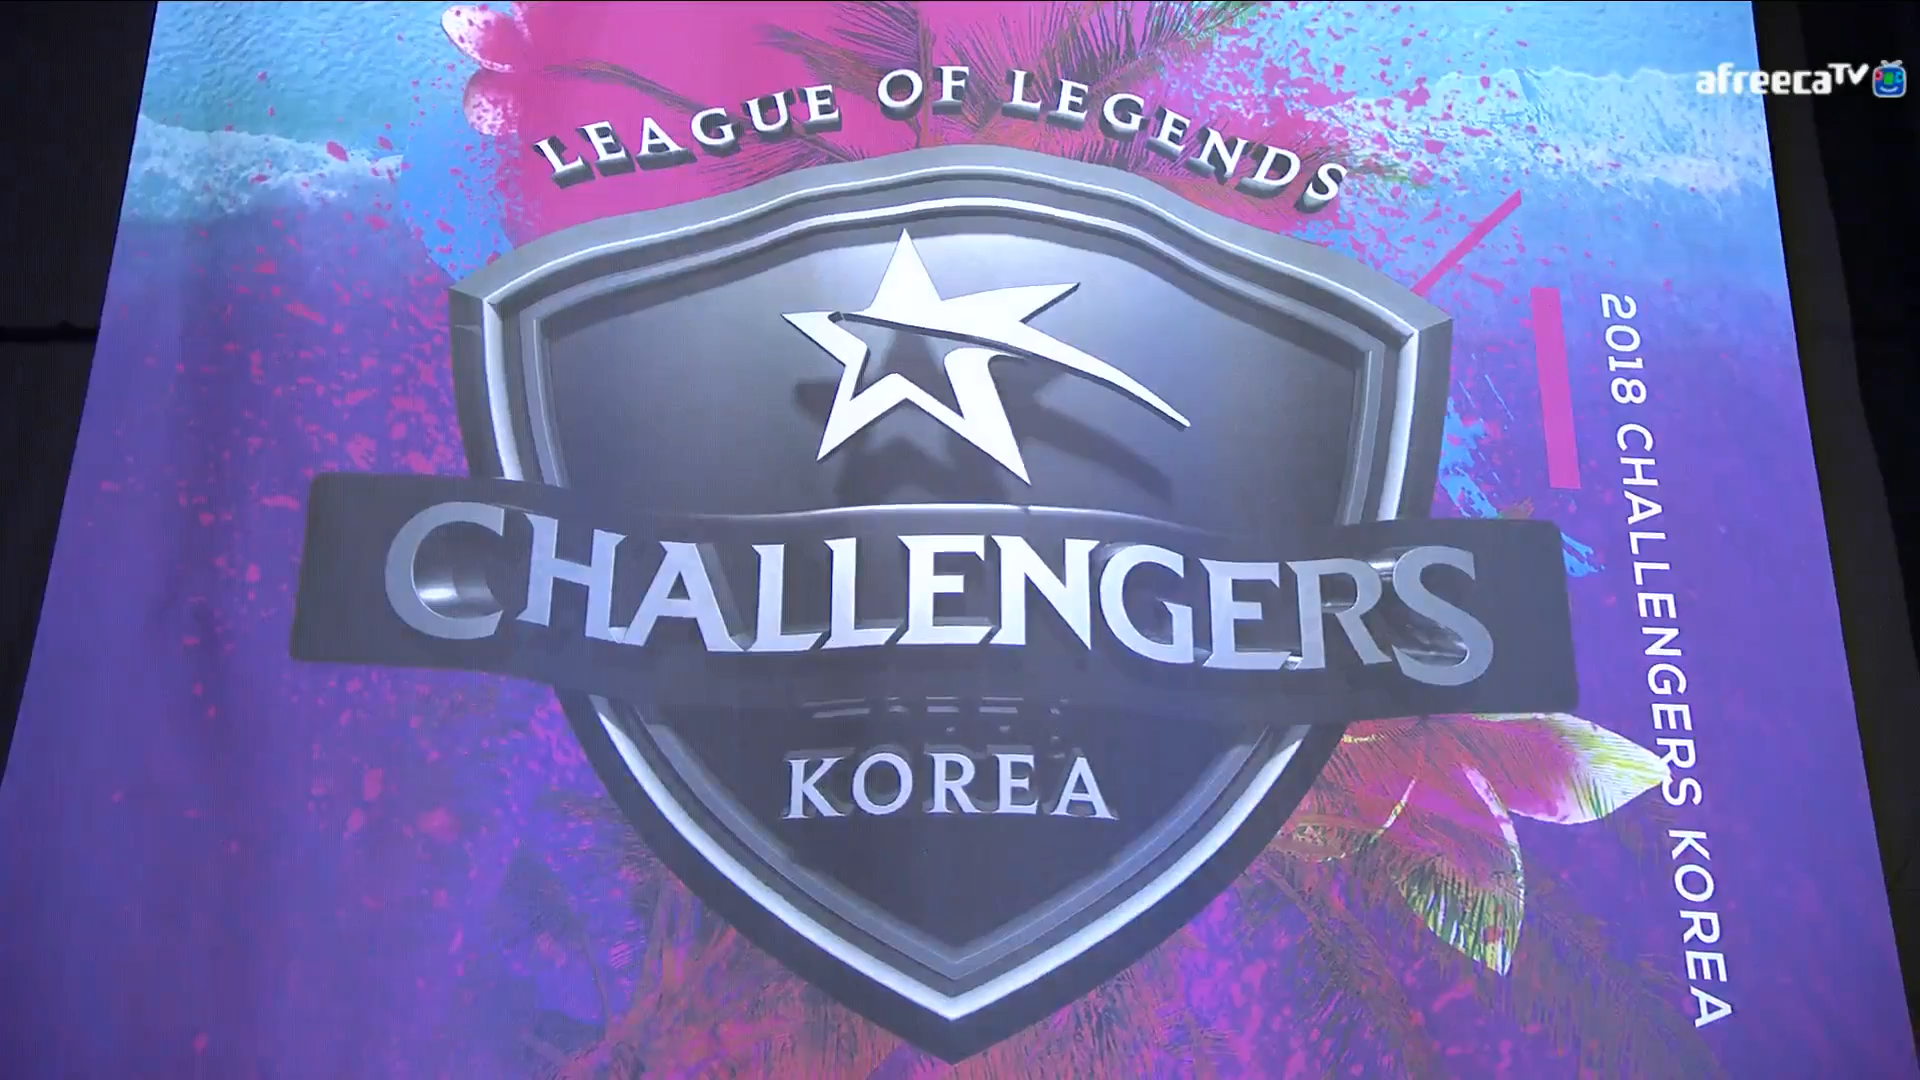 LEAGUE OF LEGENDS
CHALLENGERS
KOREA
2018 CHALLENGERS KOREA
afreecaTV